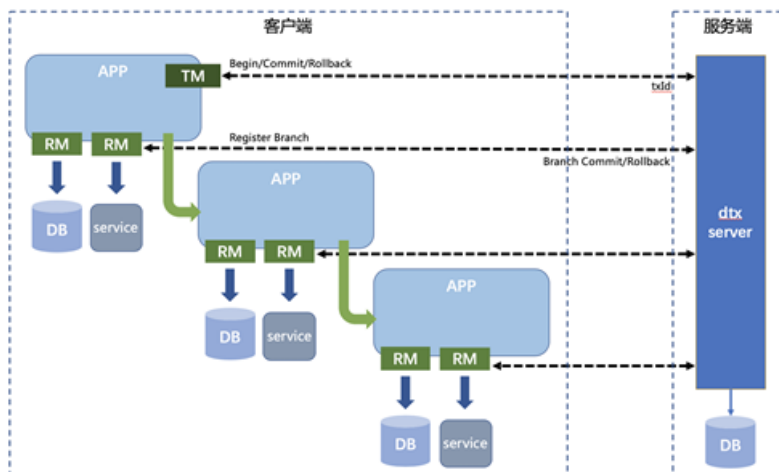 客户端
服务端
APP
TM
Begin/Commit/Rollback
txId
RM
RM
Register Branch
Branch Commit/Rollback
DB
service
APP
dtx
server
RM
RM
DB
service
APP
RM
RM
DB
service
DB